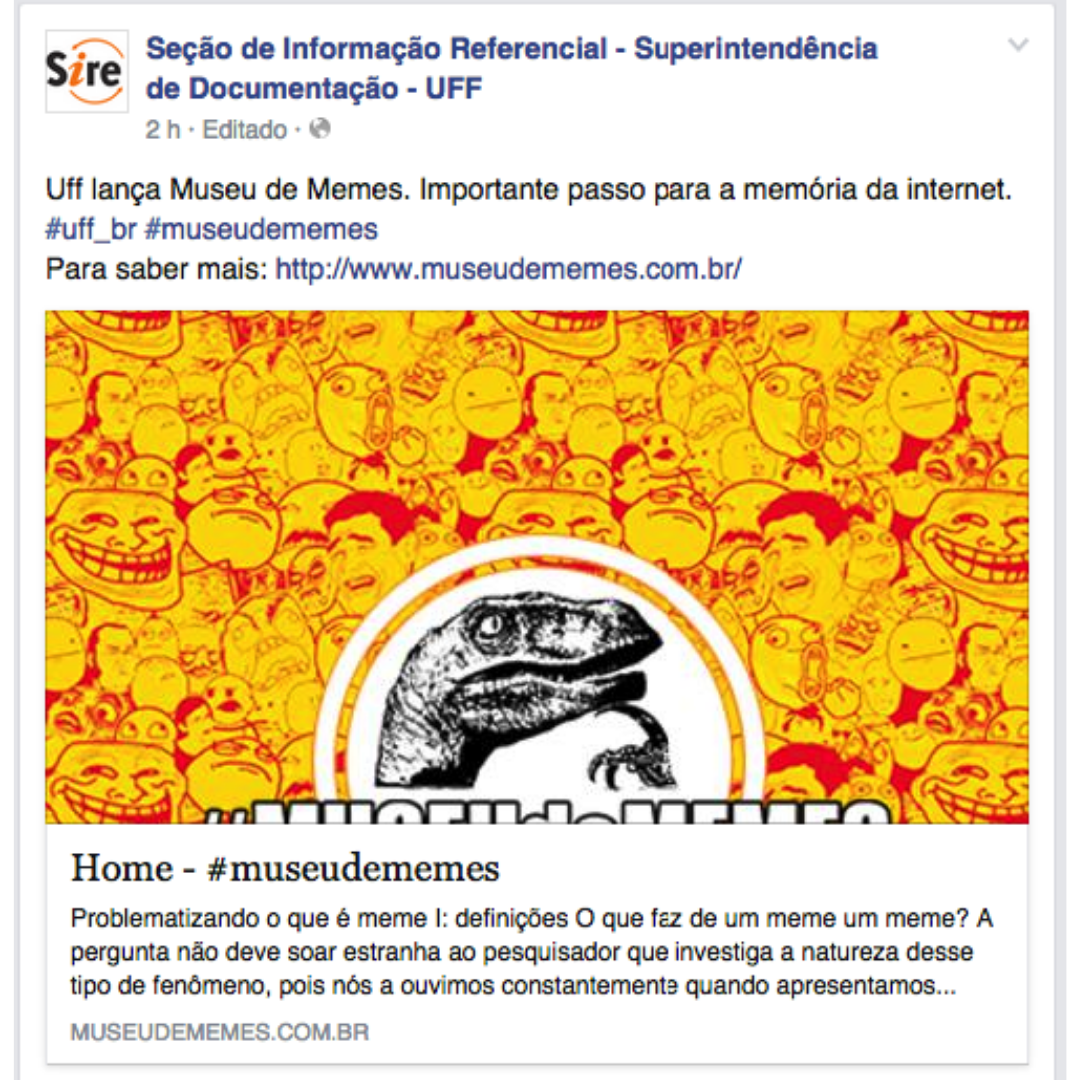 Sire
Seção de Informação Referencial - Superintendência
de Documentação - UFF
2 h · Editado ·
Uff lança Museu de Memes. Importante passo para a memória da internet.
#uff_br #museudememes
Para saber mais: http://www.museudememes.com.br/
#MUSEUdeMEMES
Home - #museudememes
Problematizando o que é meme I: definições O que faz de um meme um meme? A
pergunta não deve soar estranha ao pesquisador que investiga a natureza desse
tipo de fenômeno, pois nós a ouvimos constantemente quando apresentamos...
MUSEUDEMEMES.COM.BR